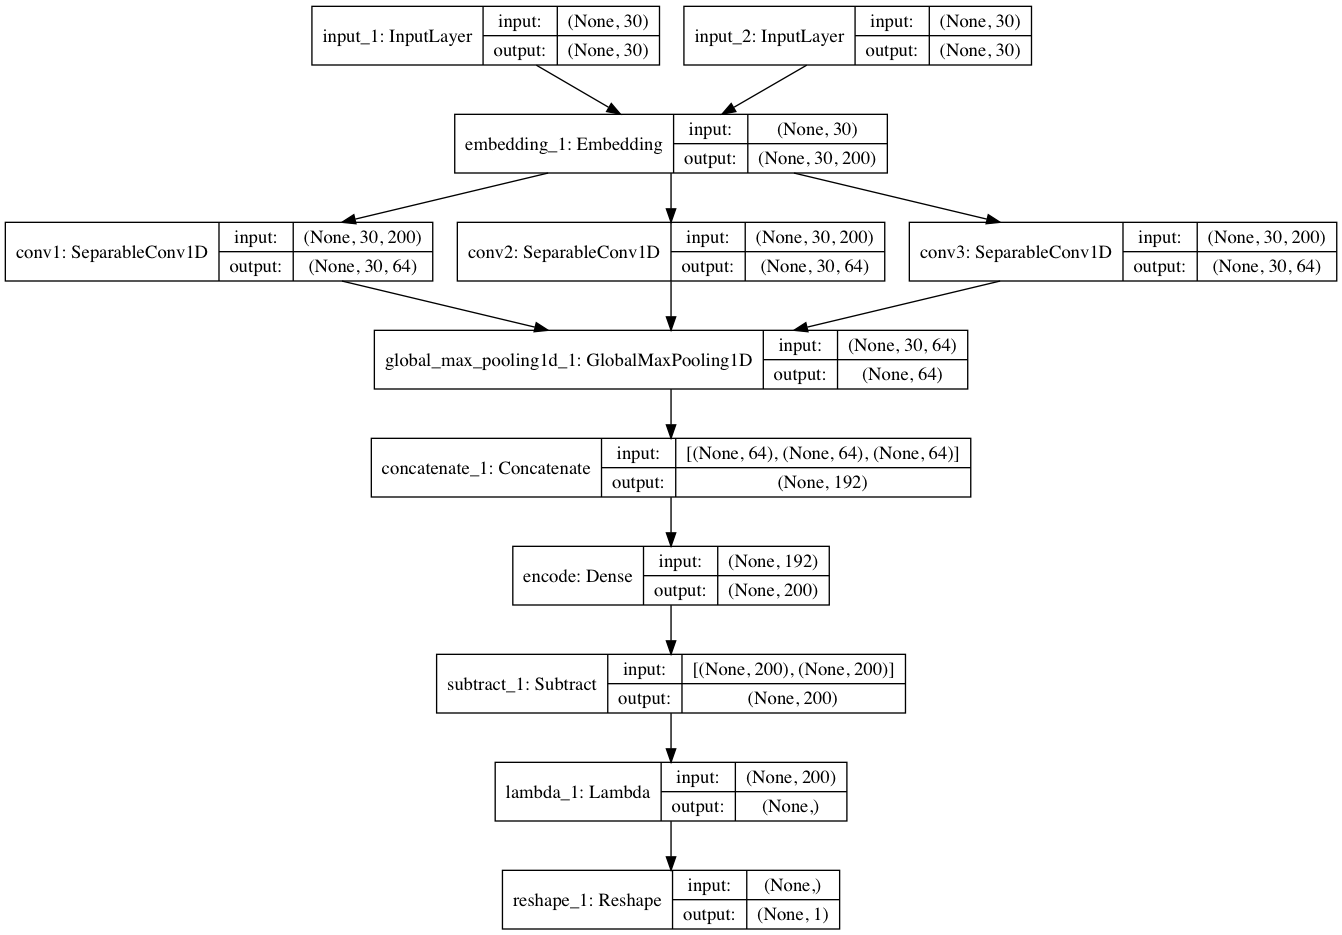 input_1: InputLayer input: (None, 30) output: (None, 30)
input_2: InputLayer input: (None, 30) output: (None, 30)
embedding_1: Embedding input: (None, 30) output: (None, 30, 200)
conv1: SeparableConv1D input: (None, 30, 200) output: (None, 30, 64)
conv2: SeparableConv1D input: (None, 30, 200) output: (None, 30, 64)
conv3: SeparableConv1D input: (None, 30, 200) output: (None, 30, 64)
global_max_pooling1d_1: GlobalMaxPooling1D input: (None, 30, 64) output: (None, 64)
concatenate_1: Concatenate input: [(None, 64), (None, 64), (None, 64)] output: (None, 192)
encode: Dense input: (None, 192) output: (None, 200)
subtract_1: Subtract input: [(None, 200), (None, 200)] output: (None, 200)
lambda_1: Lambda input: (None, 200) output: (None,)
reshape_1: Reshape input: (None,) output: (None, 1)